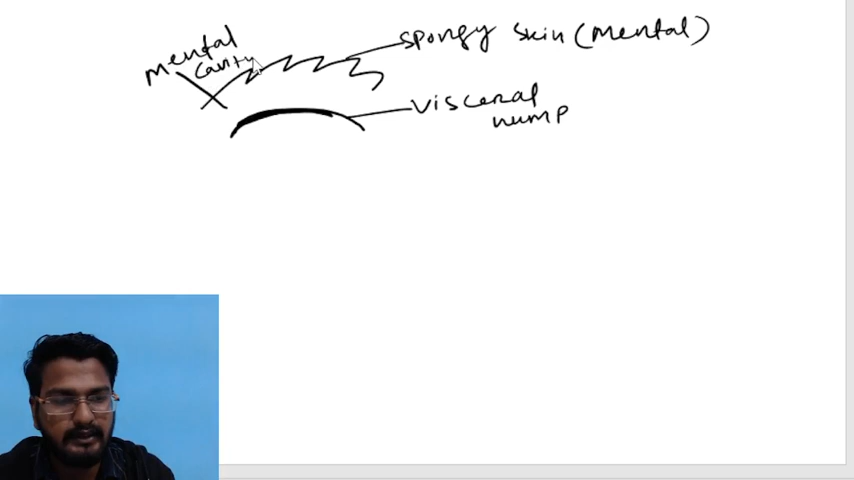 mental
cavity
spongy skin (mental)
visceral
hump